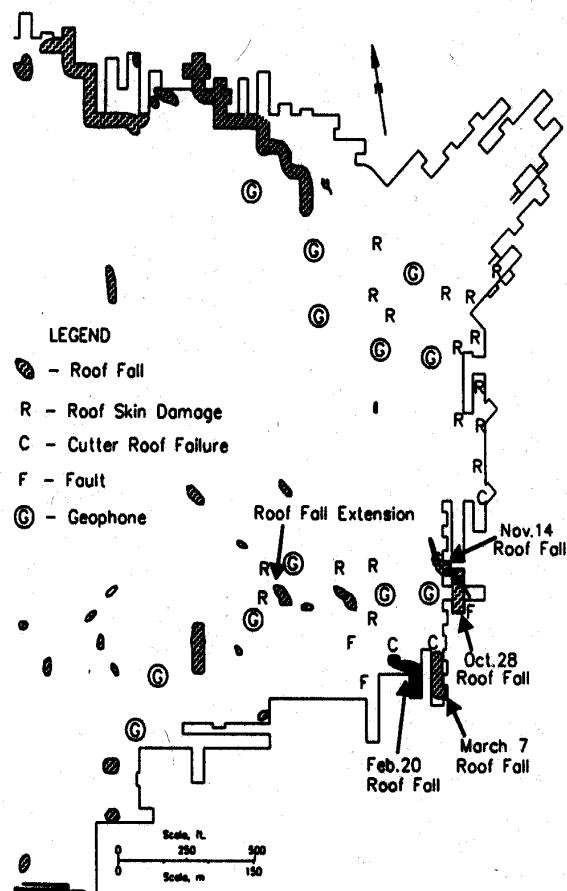 G
G R
G R
R R R
G R
R
G G R
R
R R
R
C
LEGEND
– Roof Fall
R – Roof Skin Damage
C – Cutter Roof Failure
F – Fault
G – Geophone
Roof Fall Extension
Nov.14
Roof Fall
R G R R
R G G
G R F
F C C
Oct.28
Roof Fall
G F
G
March 7
Roof Fall
Feb.20
Roof Fall
Scale, ft.
0 250 500
0 150
Scale, m